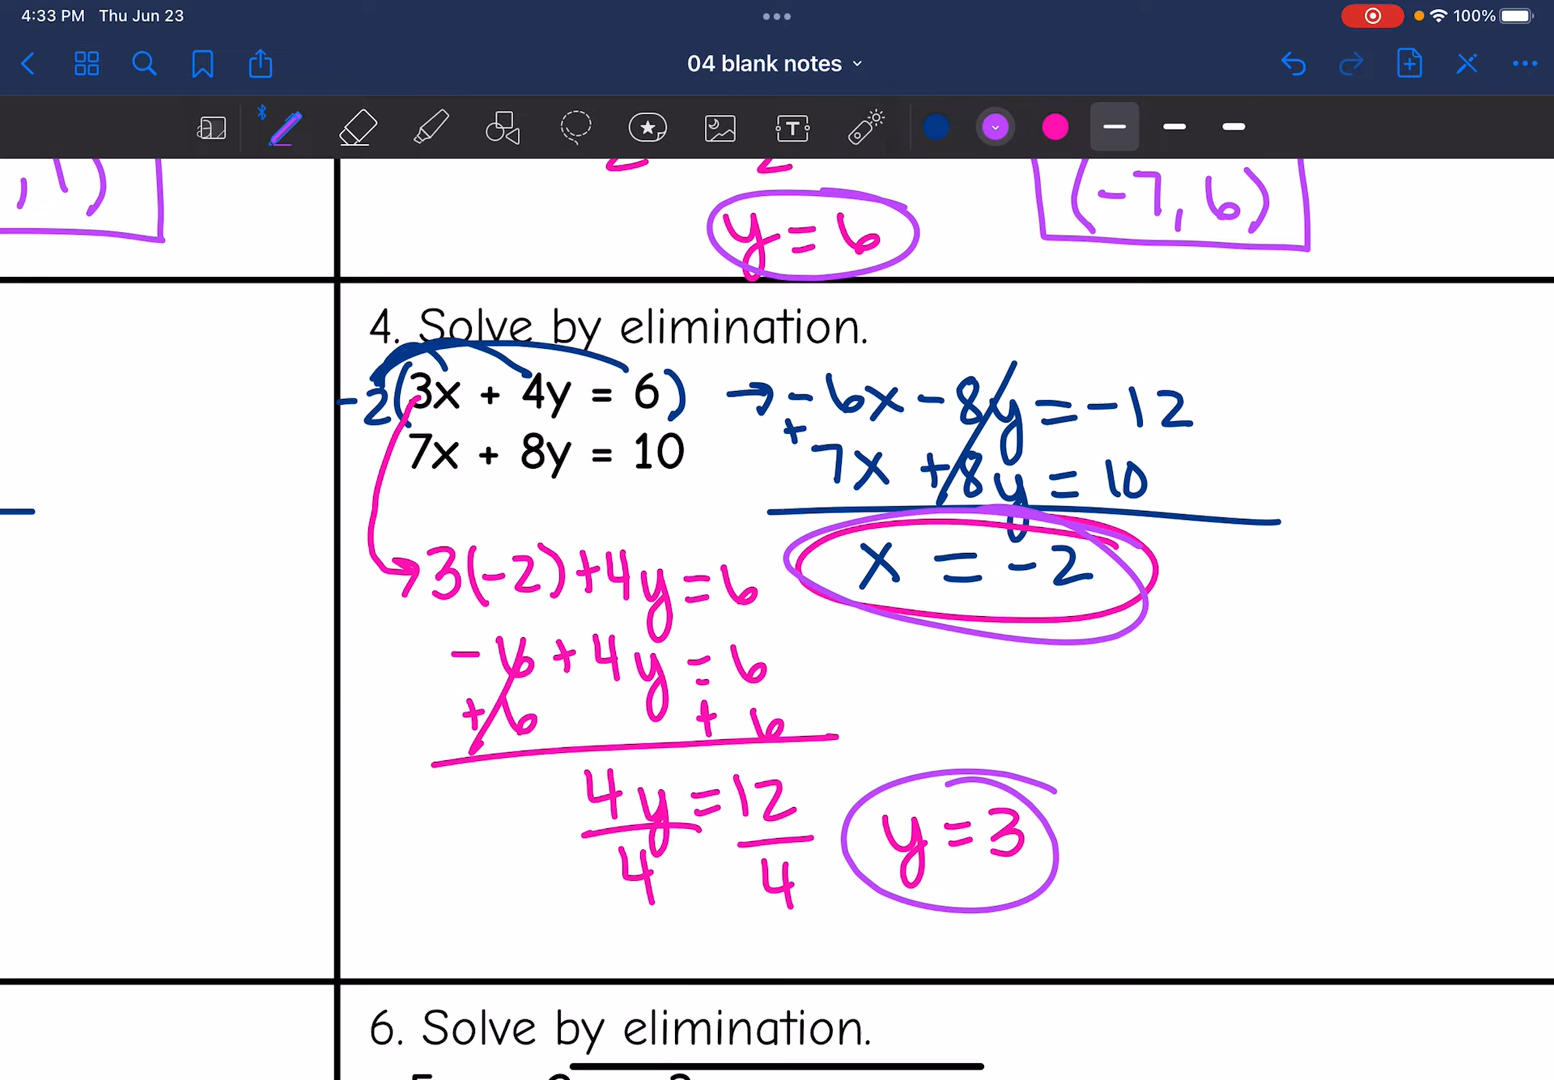 4:33 PM Thu Jun 23
100%
04 blank notes
T
, 1)
y = 6
(-7, 6)
4. Solve by elimination.
-2(3x + 4y = 6) → -6x - 8y = -12
7x + 8y = 10
+ 7x + 8y = 10
x = -2
3(-2) + 4y = 6
-6 + 4y = 6
+6 + 6
4y = 12
4 4
y = 3
6. Solve by elimination.